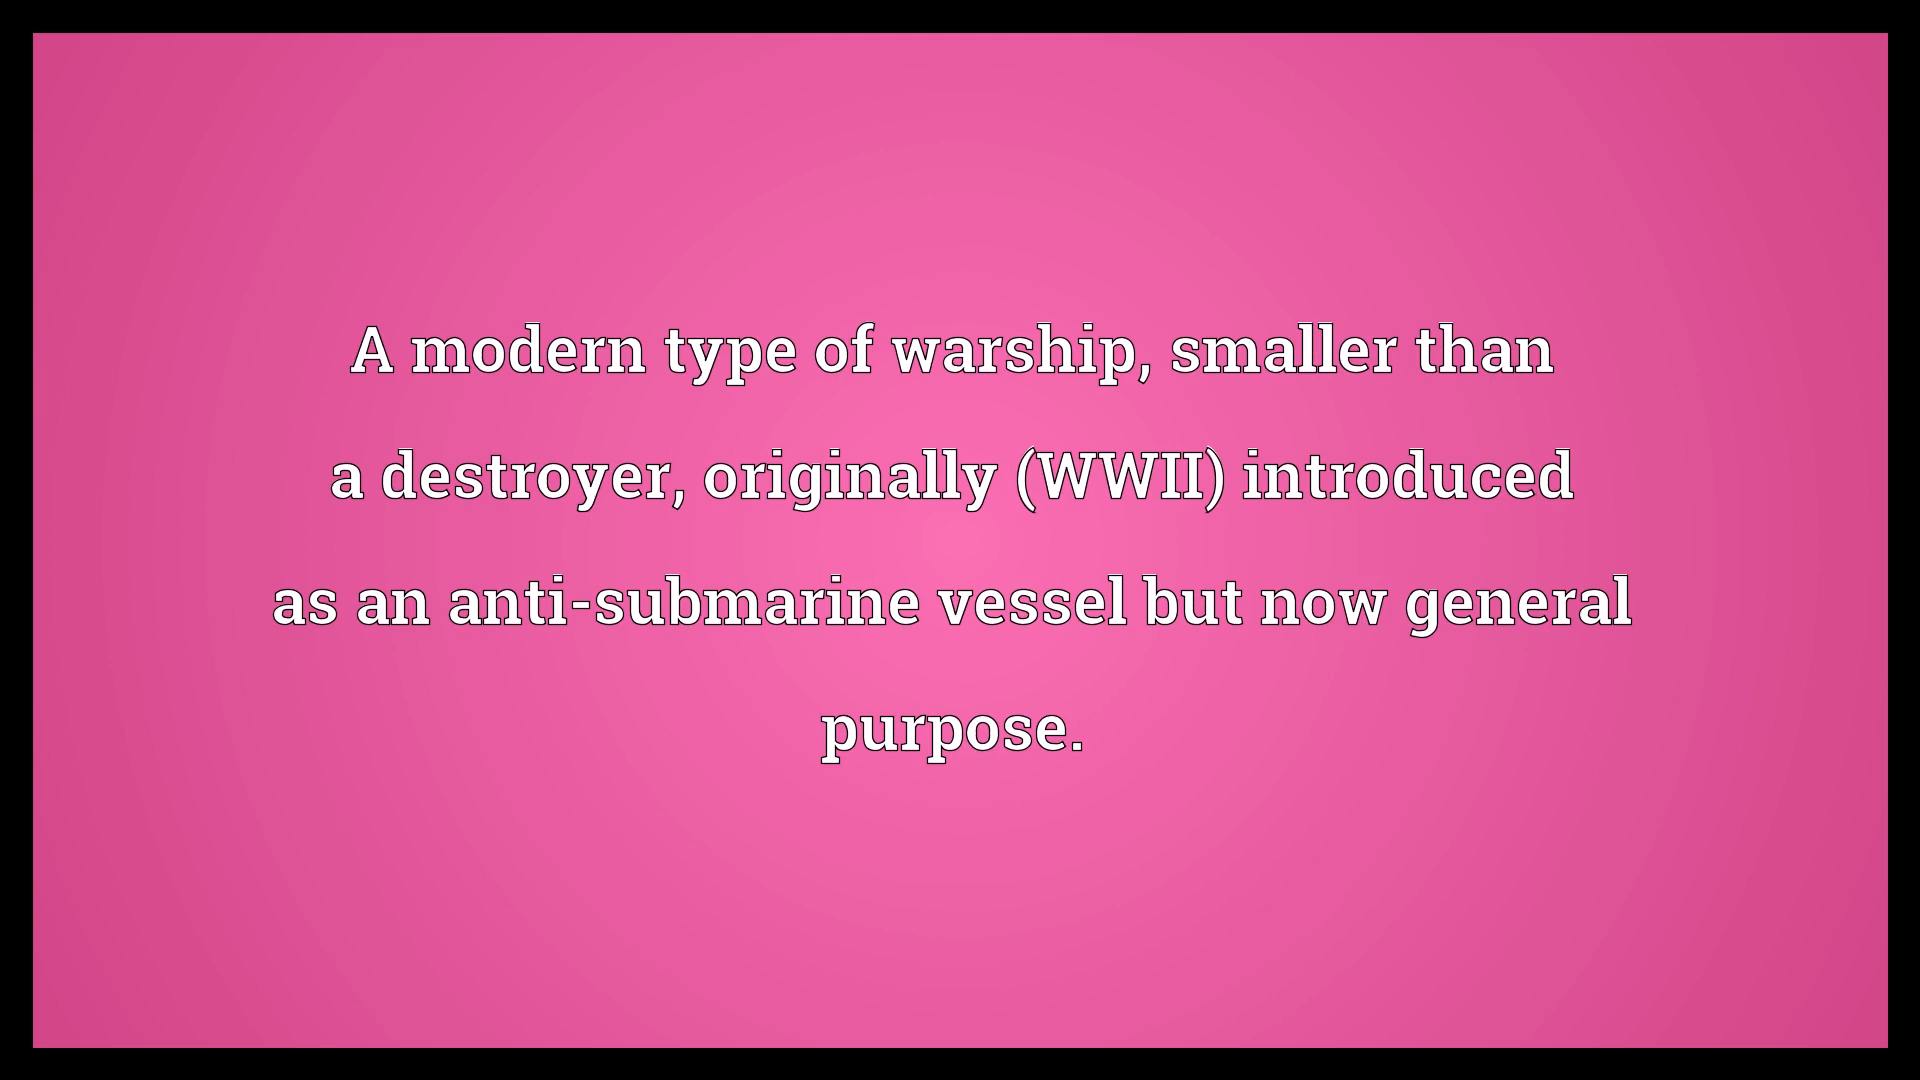 A modern type of warship, smaller than
a destroyer, originally (WWII) introduced
as an anti-submarine vessel but now general
purpose.